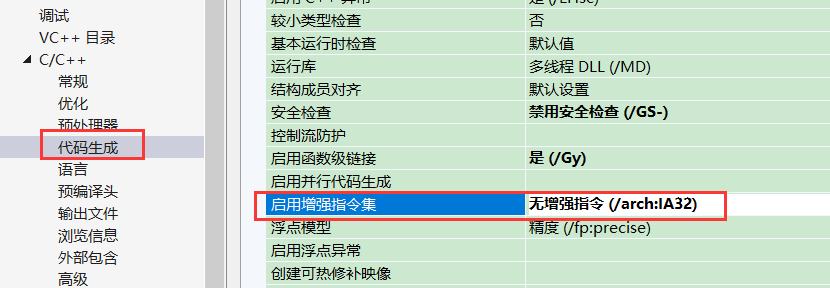 调试
VC++ 目录
C/C++
常规
优化
预处理器
代码生成
语言
预编译头
输出文件
浏览信息
外部包含
高级
启用 C++ 异常 是 (/EHsc)
较小类型检查 否
基本运行时检查 默认值
运行库 多线程 DLL (/MD)
结构成员对齐 默认设置
安全检查 禁用安全检查 (/GS-)
控制流防护
启用函数级链接 是 (/Gy)
启用并行代码生成
启用增强指令集 无增强指令 (/arch:IA32)
浮点模型 精度 (/fp:precise)
启用浮点异常
创建可热修补映像